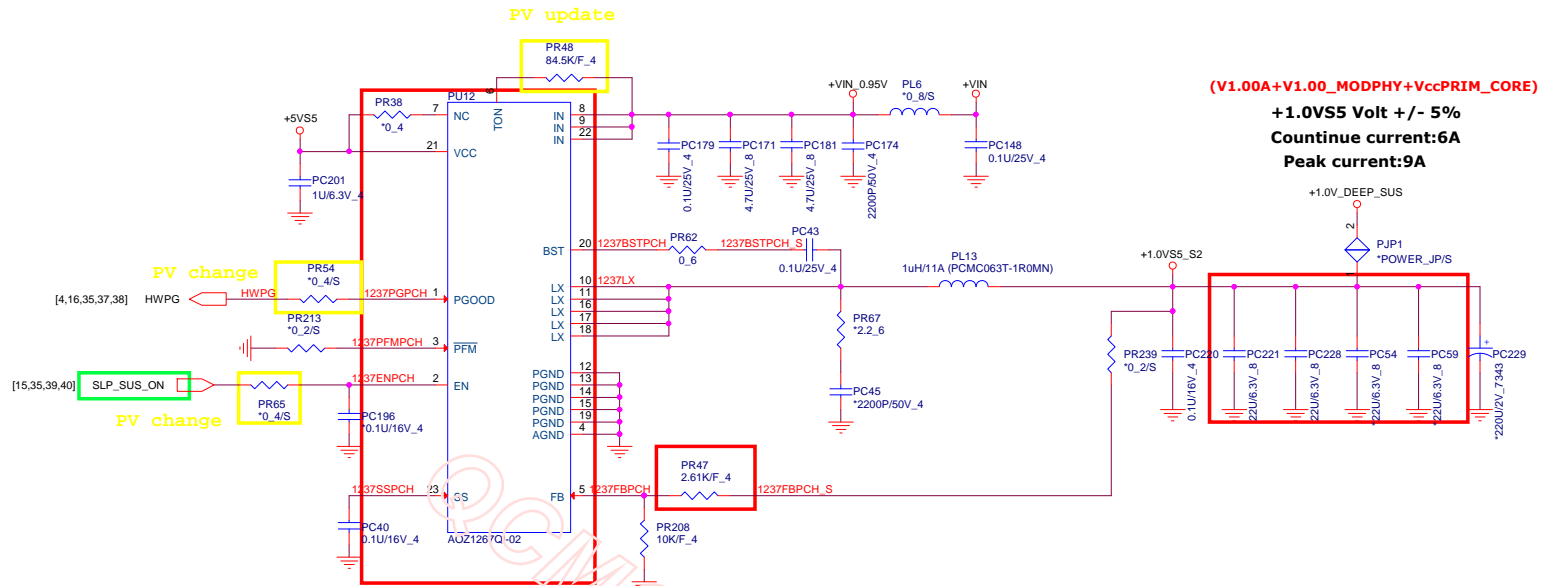 PV update
PR48
84.5K/F_4
(V1.00A+V1.00_MODPHY+VccPRIM_CORE)
+1.0VS5 Volt +/- 5%
Countinue current:6A
Peak current:9A
+VIN_0.95V
PL6
*0_8/S
+VIN
PU12
6
TON
PR38
*0_4
7
NC
+5VS5
21
VCC
PC201
1U/6.3V_4
IN
8
IN
9
IN
22
PC179
0.1U/25V_4
PC171
4.7U/25V_8
PC181
4.7U/25V_8
PC174
2200P/50V_4
PC148
0.1U/25V_4
+1.0V_DEEP_SUS
2
PJP1
*POWER_JP/S
1
BST
20
1237BSTPCH
PR62
0_6
1237BSTPCH_S
PC43
0.1U/25V_4
PL13
1uH/11A (PCMC063T-1R0MN)
+1.0VS5_S2
PV change
PR54
*0_4/S
[4,16,35,37,38]
HWPG
HWPG
1237PGPCH
1
PGOOD
LX
10
1237LX
LX
11
LX
16
LX
17
LX
18
PR67
*2.2_6
PR213
*0_2/S
1237PFMPCH
3
PFM
[15,35,39,40]
SLP_SUS_ON
1237ENPCH
2
EN
PR65
*0_4/S
PV change
PC196
*0.1U/16V_4
PGND
12
PGND
13
PGND
14
PGND
15
PGND
19
AGND
4
PC45
*2200P/50V_4
PR239
*0_2/S
PC220
0.1U/16V_4
PC221
22U/6.3V_8
PC228
22U/6.3V_8
PC54
*22U/6.3V_8
PC59
*22U/6.3V_8
+
PC229
*220U/2V_7343
PR47
2.61K/F_4
1237SSPCH
23
SS
FB
5
1237FBPCH
1237FBPCH_S
PC40
0.1U/16V_4
AOZ1267QI-02
PR208
10K/F_4